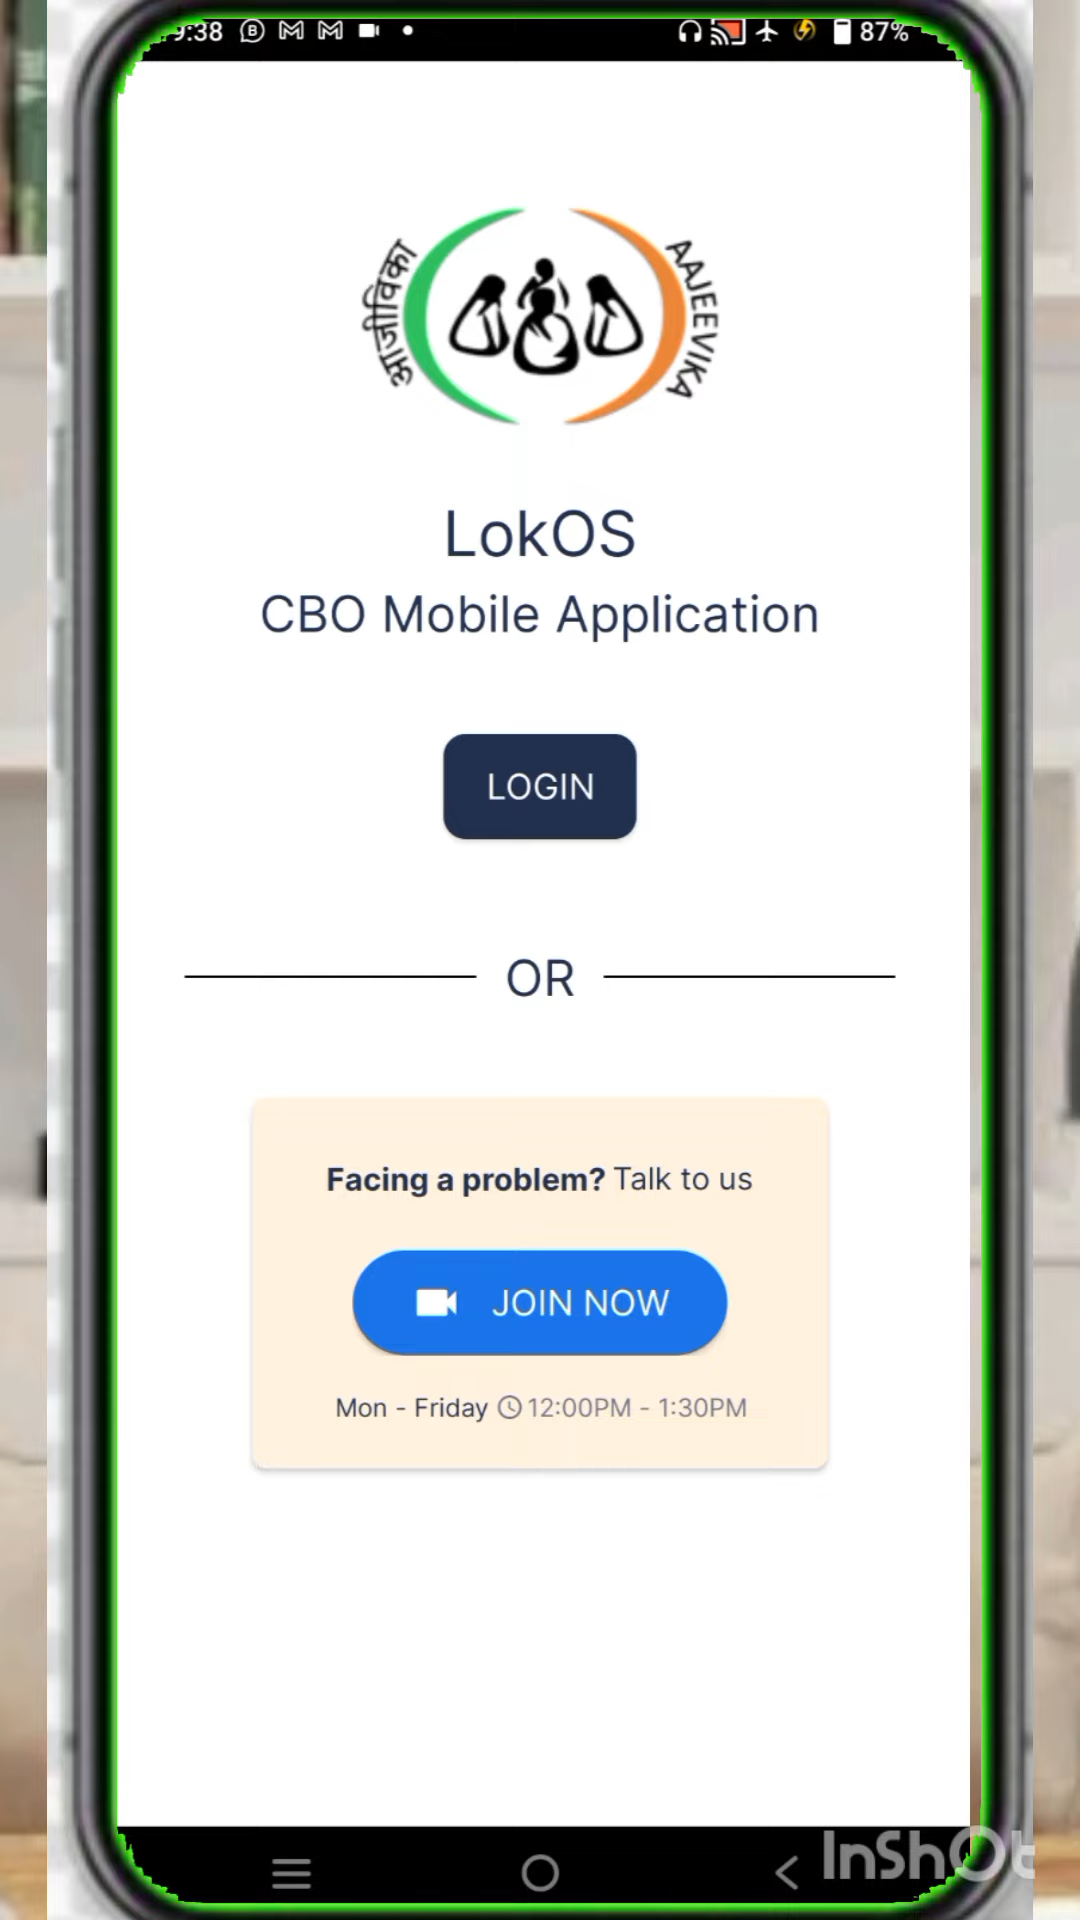 9:38 87%
आजीविका
AAJEEVIKA
LokOS
CBO Mobile Application
LOGIN
OR
Facing a problem? Talk to us
JOIN NOW
Mon - Friday 12:00PM - 1:30PM
InShot